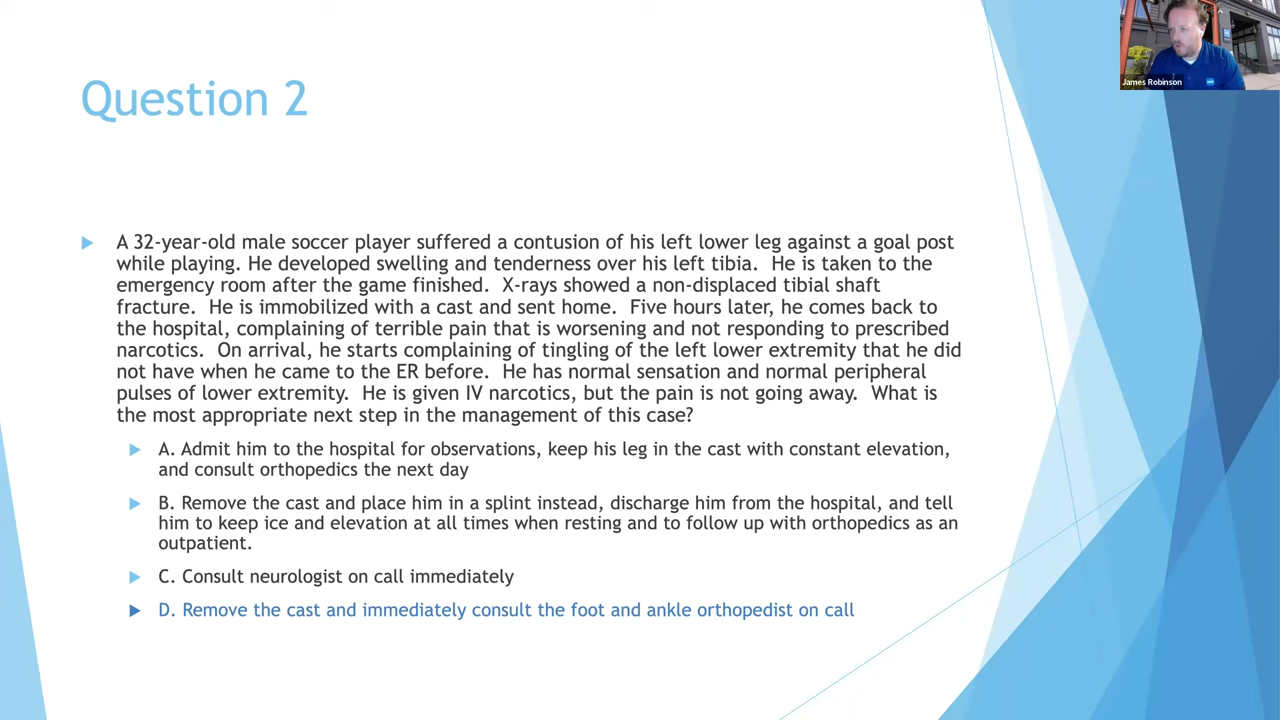 James Robinson
Question 2
A 32-year-old male soccer player suffered a contusion of his left lower leg against a goal post
while playing. He developed swelling and tenderness over his left tibia.  He is taken to the
emergency room after the game finished.  X-rays showed a non-displaced tibial shaft
fracture.  He is immobilized with a cast and sent home.  Five hours later, he comes back to
the hospital, complaining of terrible pain that is worsening and not responding to prescribed
narcotics.  On arrival, he starts complaining of tingling of the left lower extremity that he did
not have when he came to the ER before.  He has normal sensation and normal peripheral
pulses of lower extremity.  He is given IV narcotics, but the pain is not going away.  What is
the most appropriate next step in the management of this case?
A. Admit him to the hospital for observations, keep his leg in the cast with constant elevation,
and consult orthopedics the next day
B. Remove the cast and place him in a splint instead, discharge him from the hospital, and tell
him to keep ice and elevation at all times when resting and to follow up with orthopedics as an
outpatient.
C. Consult neurologist on call immediately
D. Remove the cast and immediately consult the foot and ankle orthopedist on call